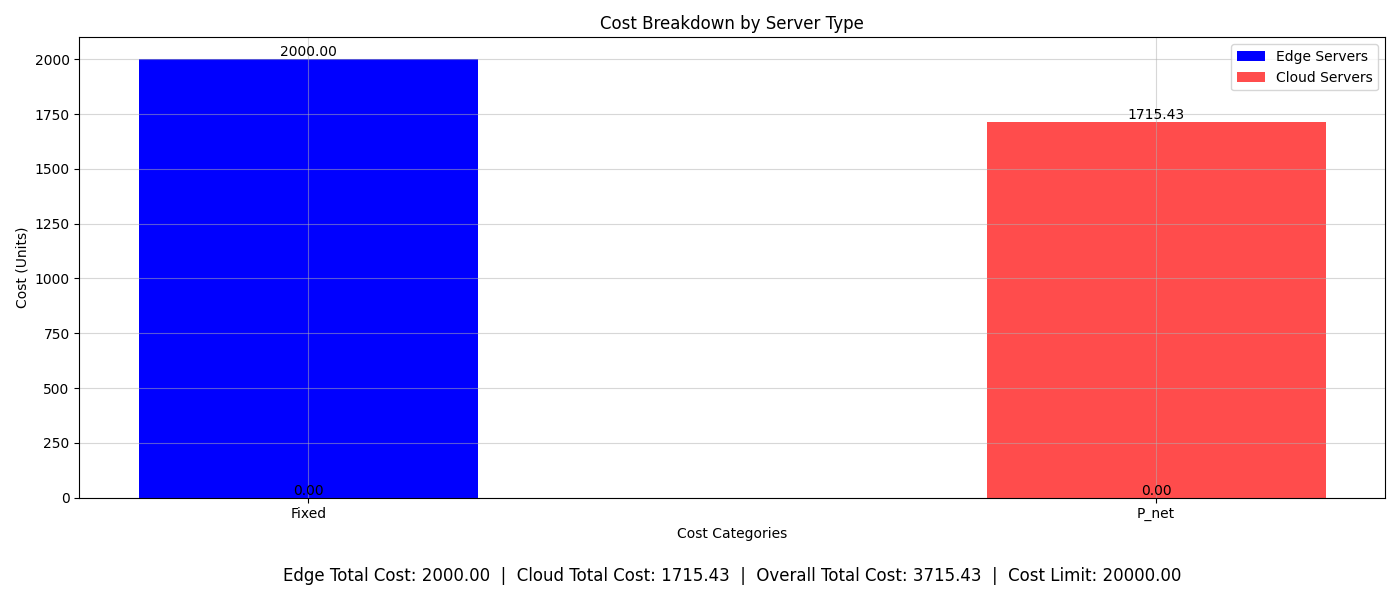 Cost Breakdown by Server Type
2000.00
Edge Servers
Cloud Servers
2000
1750
1715.43
1500
1250
1000
750
500
250
0
0.00
0.00
Cost (Units)
Fixed
P_net
Cost Categories
Edge Total Cost: 2000.00 | Cloud Total Cost: 1715.43 | Overall Total Cost: 3715.43 | Cost Limit: 20000.00